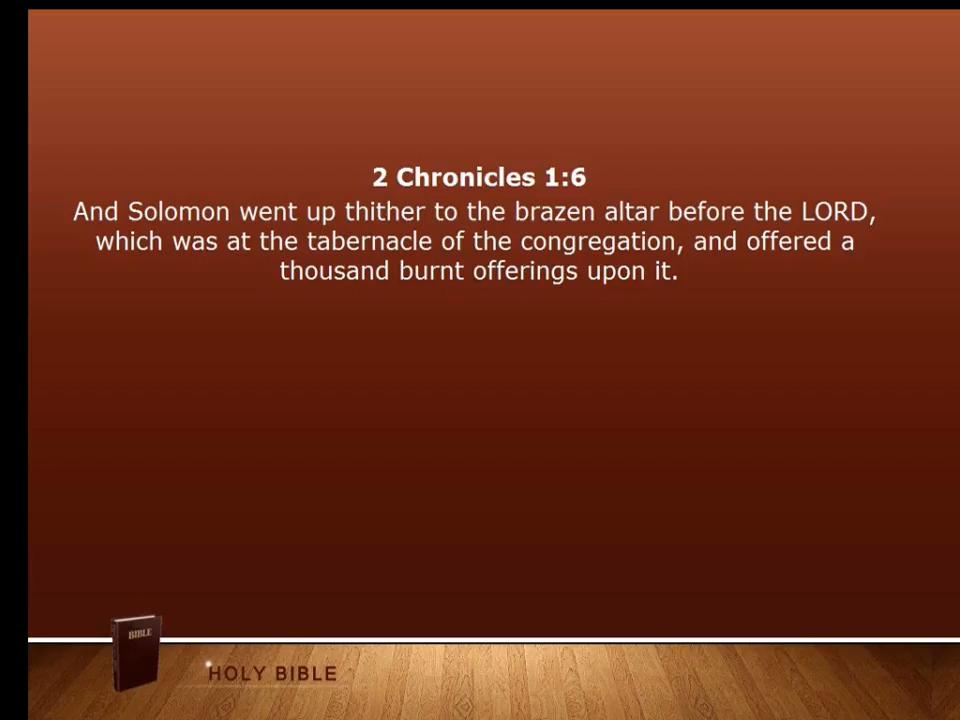 2 Chronicles 1:6
And Solomon went up thither to the brazen altar before the LORD,
which was at the tabernacle of the congregation, and offered a
thousand burnt offerings upon it.
BIBLE
HOLY BIBLE